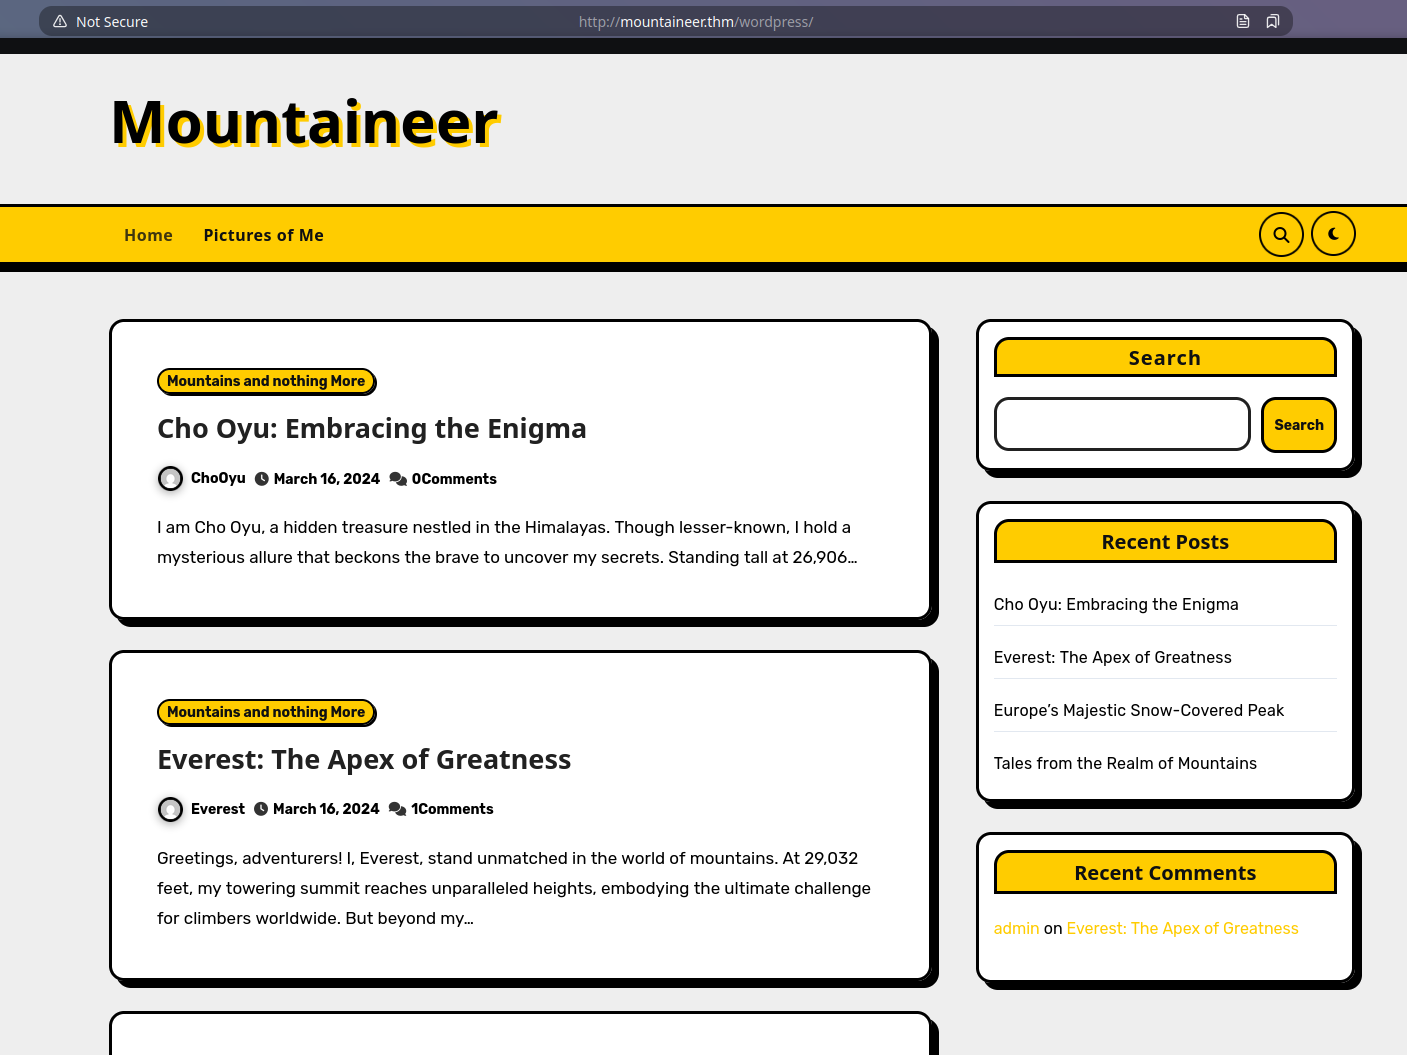 Not Secure
http://mountaineer.thm/wordpress/
Mountaineer
Home
Pictures of Me
Mountains and nothing More
Cho Oyu: Embracing the Enigma
ChoOyu March 16, 2024 0Comments
I am Cho Oyu, a hidden treasure nestled in the Himalayas. Though lesser-known, I hold a
mysterious allure that beckons the brave to uncover my secrets. Standing tall at 26,906…
Mountains and nothing More
Everest: The Apex of Greatness
Everest March 16, 2024 1Comments
Greetings, adventurers! I, Everest, stand unmatched in the world of mountains. At 29,032
feet, my towering summit reaches unparalleled heights, embodying the ultimate challenge
for climbers worldwide. But beyond my…
Search
Search
Recent Posts
Cho Oyu: Embracing the Enigma
Everest: The Apex of Greatness
Europe’s Majestic Snow-Covered Peak
Tales from the Realm of Mountains
Recent Comments
admin on Everest: The Apex of Greatness